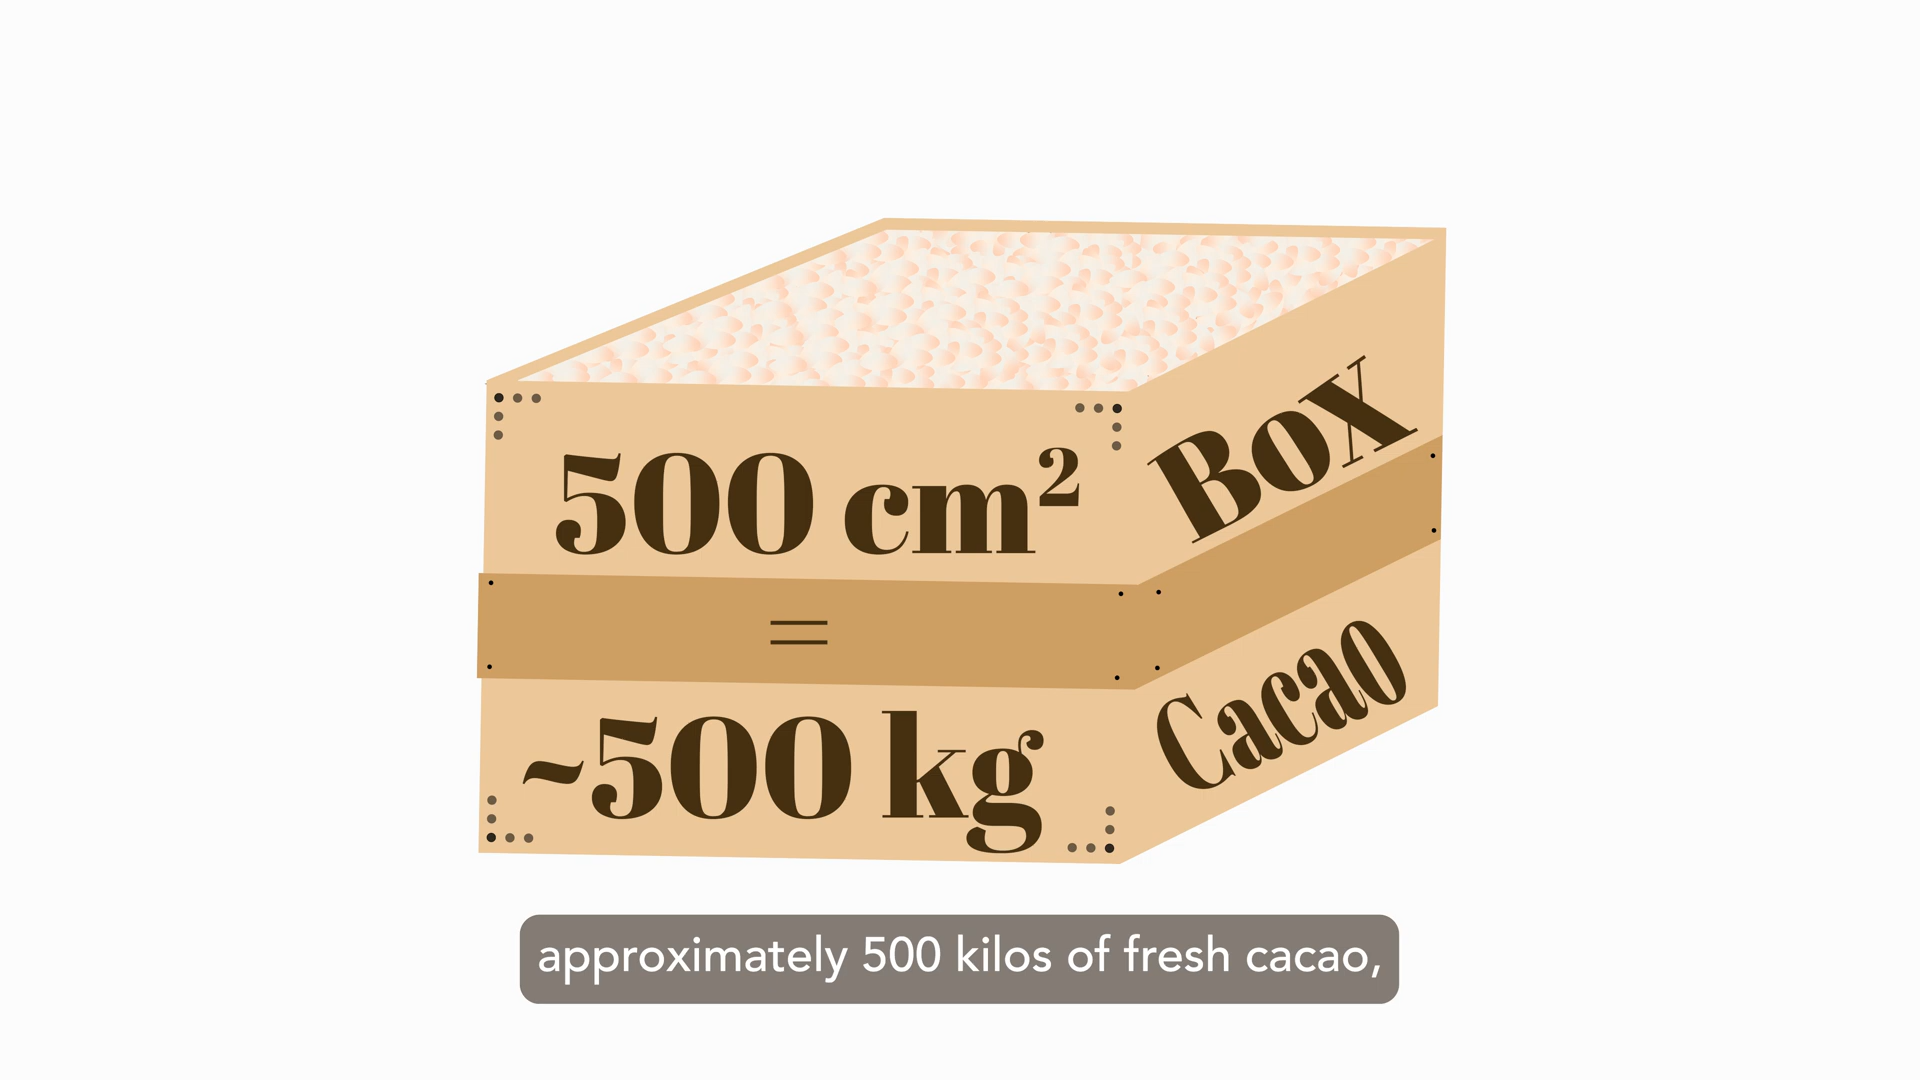 500 cm²
=
~500 kg
Box
Cacao
approximately 500 kilos of fresh cacao,